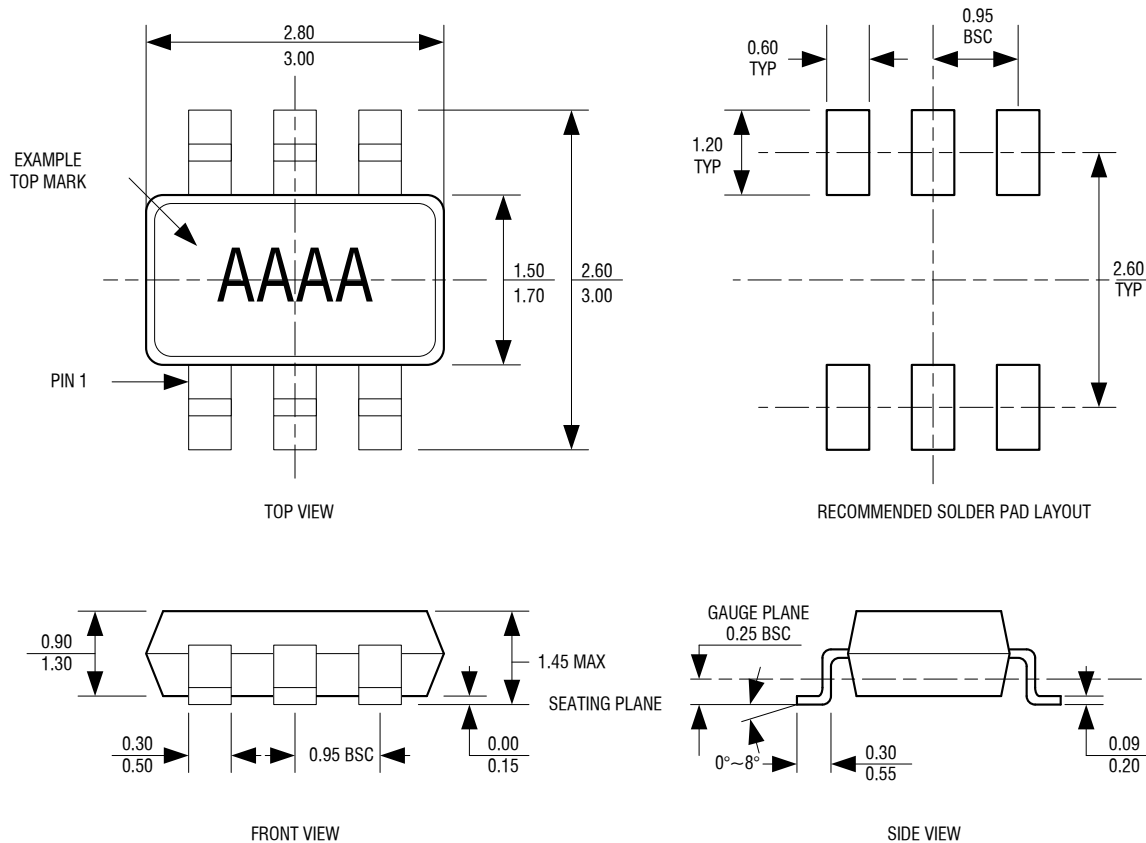 2.80
3.00
EXAMPLE
TOP MARK
AAAA
1.50
1.70
2.60
3.00
PIN 1
TOP VIEW
0.60
TYP
0.95
BSC
1.20
TYP
2.60
TYP
RECOMMENDED SOLDER PAD LAYOUT
0.90
1.30
1.45 MAX
SEATING PLANE
0.30
0.50
0.95 BSC
0.00
0.15
FRONT VIEW
GAUGE PLANE
0.25 BSC
0°~8°
0.30
0.55
0.09
0.20
SIDE VIEW